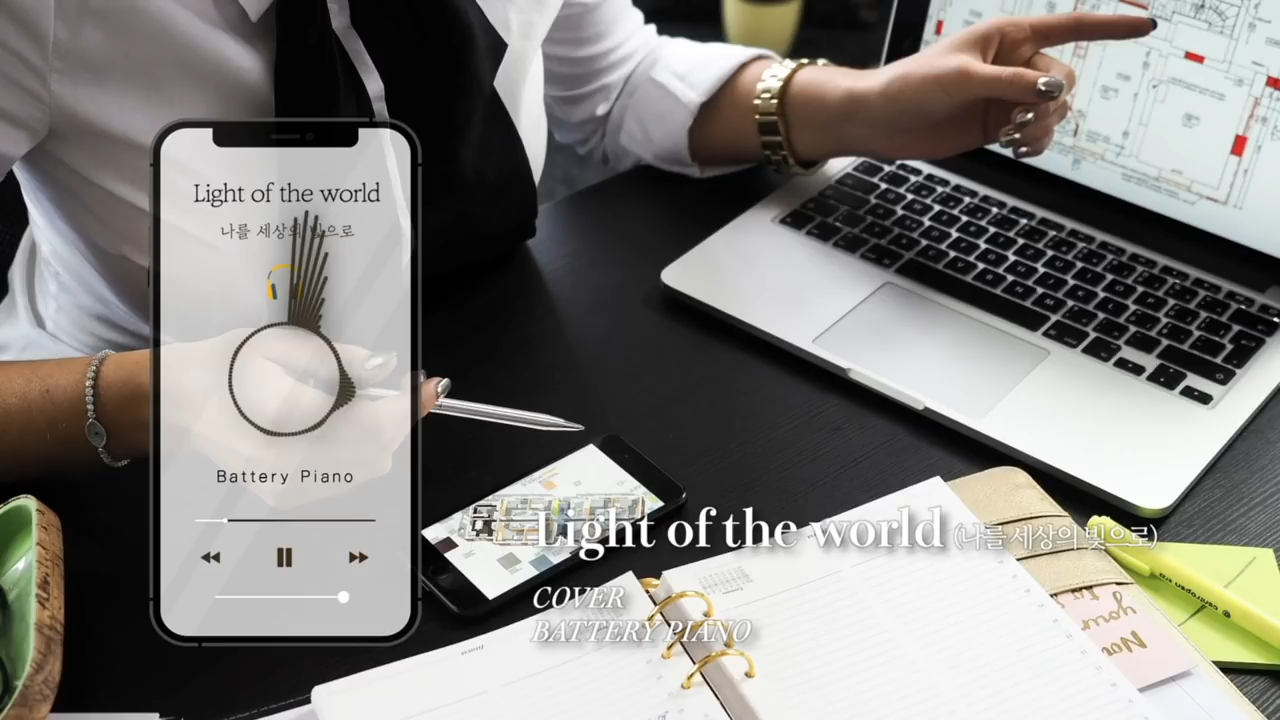 Light of the world
나를 세상의 빛으로
Battery Piano
Light of the world (나를 세상의 빛으로)
COVER
BATTERY PIANO
centropen